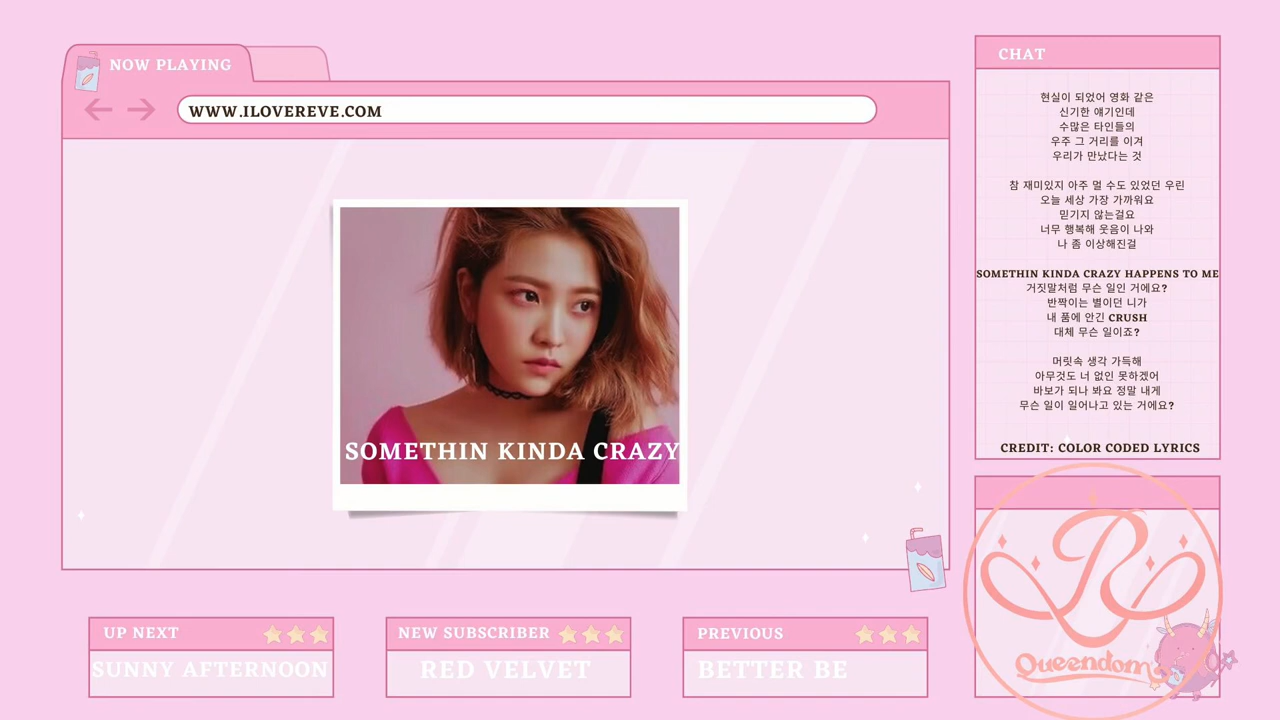 NOW PLAYING
WWW.ILOVEREVE.COM
SOMETHIN KINDA CRAZY
UP NEXT
SUNNY AFTERNOON
NEW SUBSCRIBER
RED VELVET
PREVIOUS
BETTER BE
CHAT
현실이 되었어 영화 같은
신기한 얘기인데
수많은 타인들의
우주 그 거리를 이겨
우리가 만났다는 것
참 재미있지 아주 멀 수도 있었던 우린
오늘 세상 가장 가까워요
믿기지 않는걸요
너무 행복해 웃음이 나와
나 좀 이상해진걸
SOMETHIN KINDA CRAZY HAPPENS TO ME
거짓말처럼 무슨 일인 거에요?
반짝이는 별이던 니가
내 품에 안긴 CRUSH
대체 무슨 일이죠?
머릿속 생각 가득해
아무것도 너 없인 못하겠어
바보가 되나 봐요 정말 내게
무슨 일이 일어나고 있는 거에요?
CREDIT: COLOR CODED LYRICS
R
Queendom